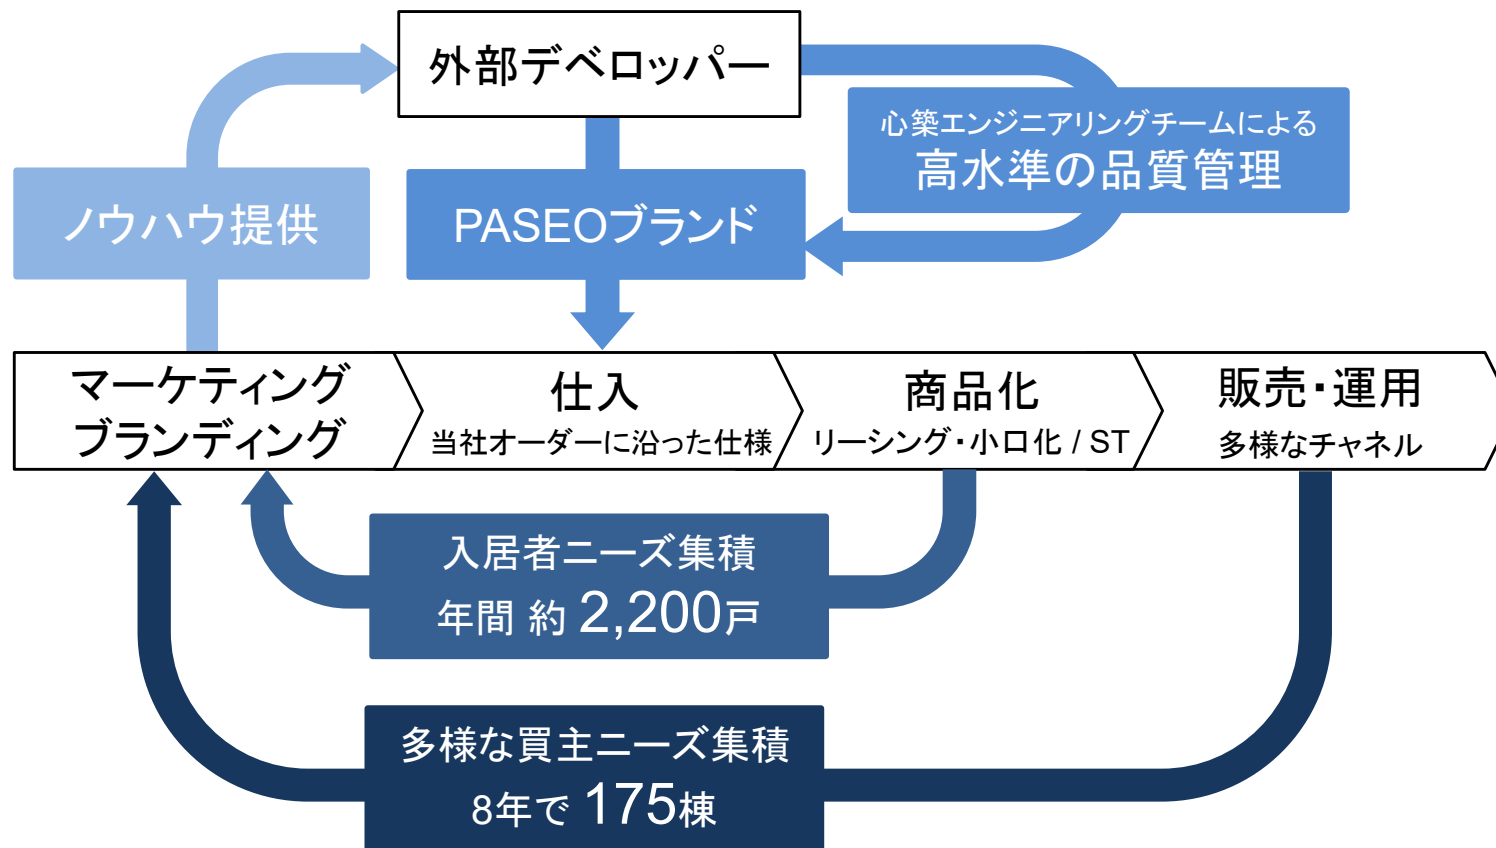 外部デベロッパー
心築エンジニアリングチームによる
高水準の品質管理
ノウハウ提供
PASEOブランド
マーケティング
ブランディング
仕入
当社オーダーに沿った仕様
商品化
リーシング・小口化 / ST
販売・運用
多様なチャネル
入居者ニーズ集積
年間 約 2,200戸
多様な買主ニーズ集積
8年で 175棟